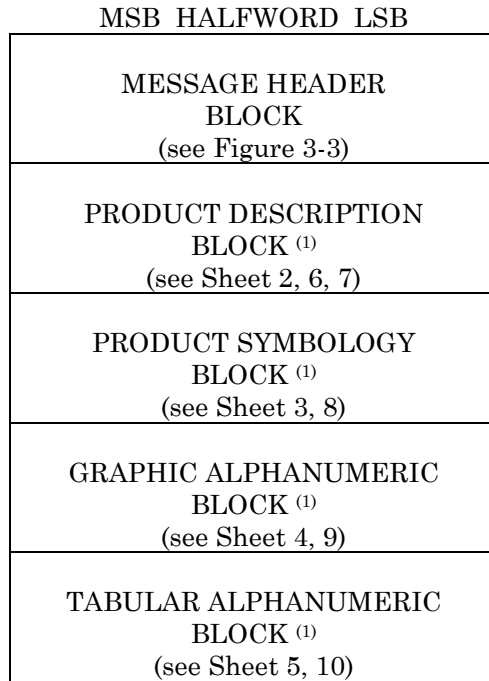 MSB HALFWORD LSB
MESSAGE HEADER
BLOCK
(see Figure 3-3)
PRODUCT DESCRIPTION
BLOCK (1)
(see Sheet 2, 6, 7)
PRODUCT SYMBOLOGY
BLOCK (1)
(see Sheet 3, 8)
GRAPHIC ALPHANUMERIC
BLOCK (1)
(see Sheet 4, 9)
TABULAR ALPHANUMERIC
BLOCK (1)
(see Sheet 5, 10)